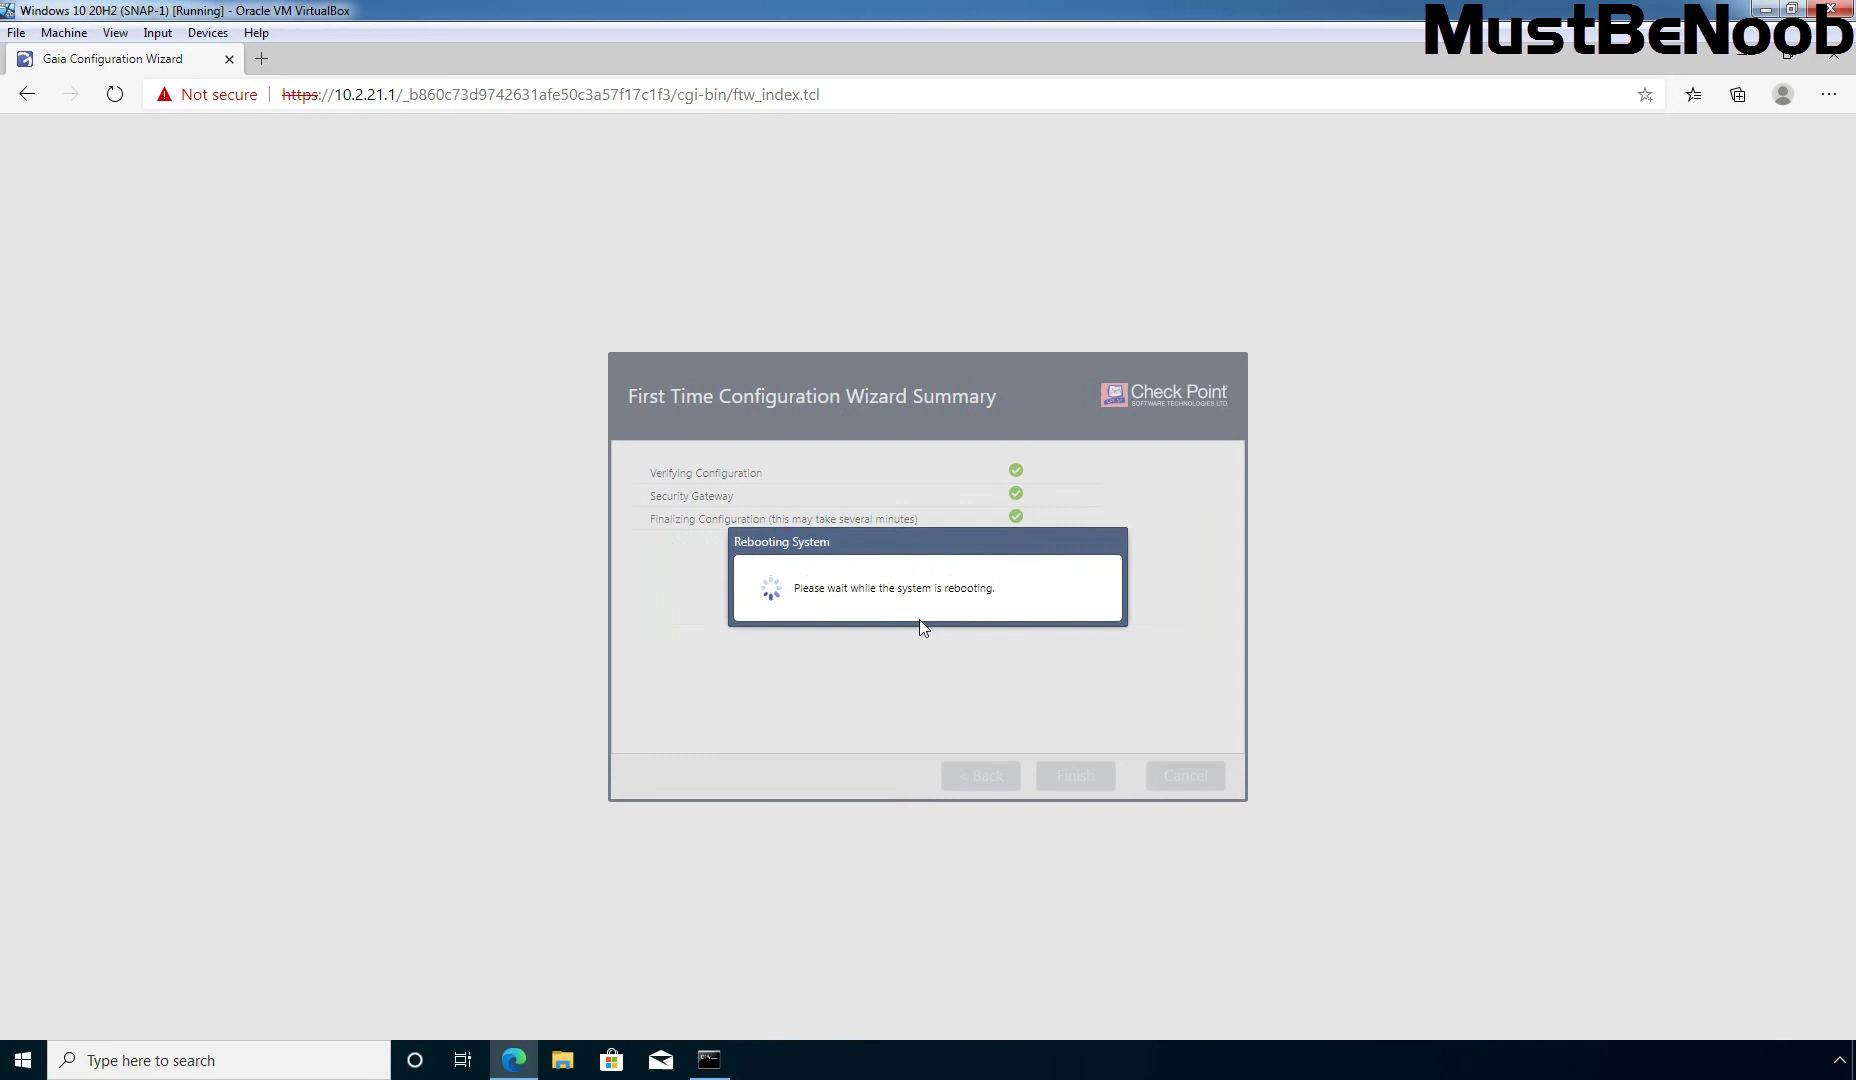 Windows 10 20H2 (SNAP-1) [Running] - Oracle VM VirtualBox
MustBeNoob
File Machine View Input Devices Help
Gaia Configuration Wizard
Not secure https://10.2.21.1/_b860c73d9742631afe50c3a57f17c1f3/cgi-bin/ftw_index.tcl
First Time Configuration Wizard Summary
Check Point
SOFTWARE TECHNOLOGIES LTD.
Verifying Configuration
Security Gateway
Finalizing Configuration (this may take several minutes)
Rebooting System
Please wait while the system is rebooting.
< Back Finish Cancel
Type here to search